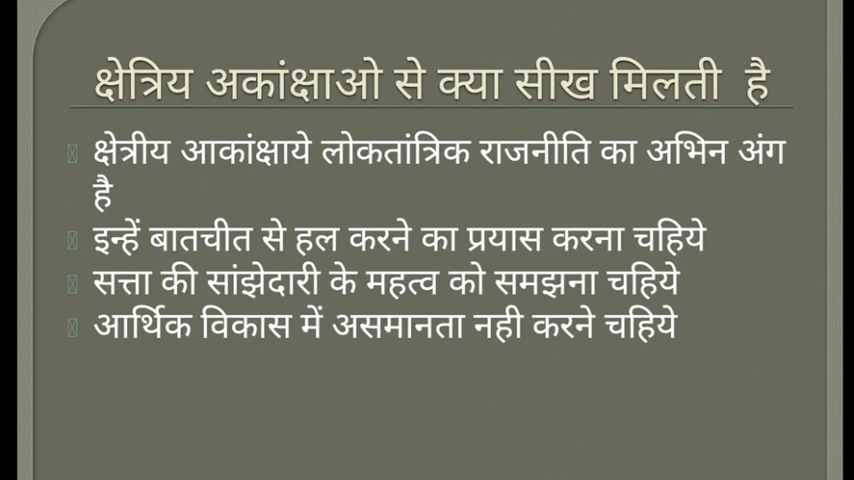 क्षेत्रिय अकांक्षाओ से क्या सीख मिलती है
क्षेत्रीय आकांक्षाये लोकतांत्रिक राजनीति का अभिन अंग
है
इन्हें बातचीत से हल करने का प्रयास करना चहिये
सत्ता की सांझेदारी के महत्व को समझना चहिये
आर्थिक विकास में असमानता नही करने चहिये